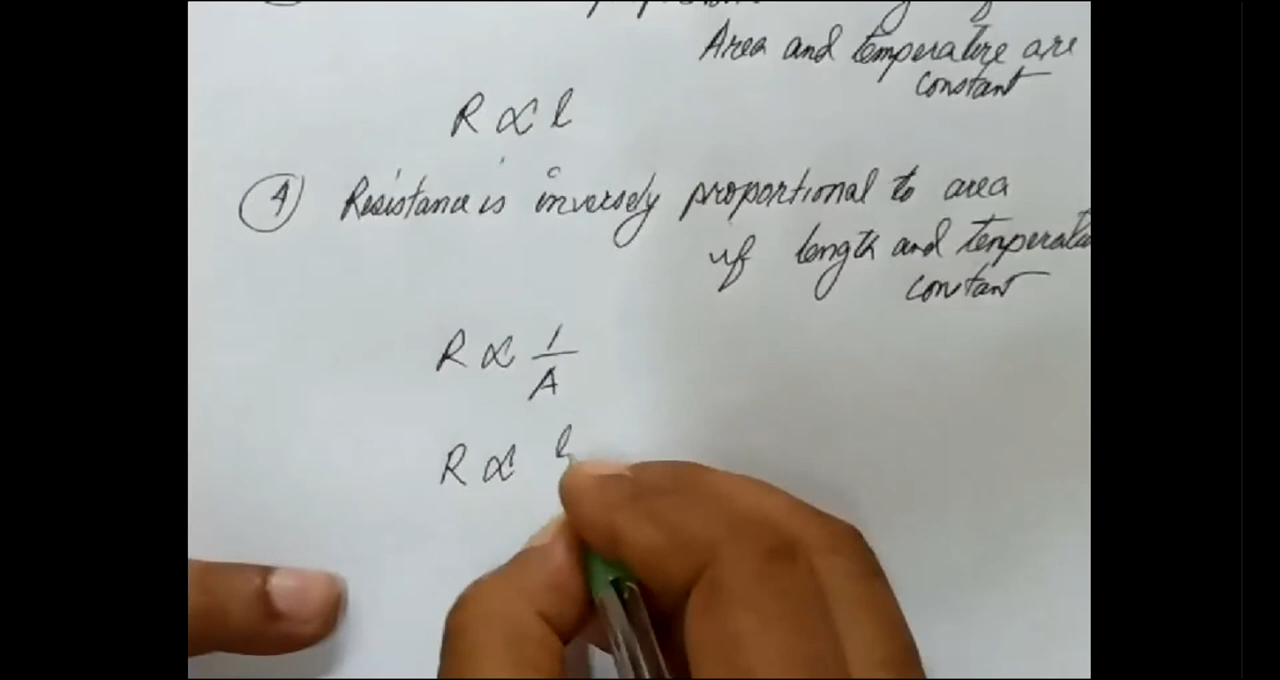 Area and temperature are
constant
R ∝ l
④ Resistance is inversely proportional to area
if length and temperature
constant
R ∝ 1/A
R ∝ l